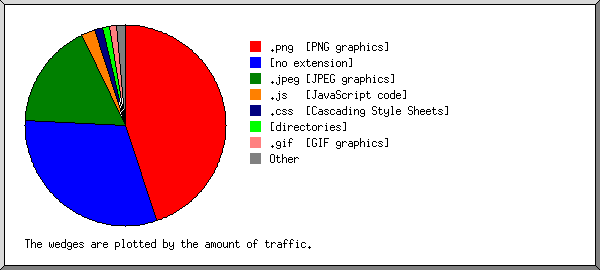 .png  [PNG graphics]
[no extension]
.jpeg [JPEG graphics]
.js   [JavaScript code]
.css  [Cascading Style Sheets]
[directories]
.gif  [GIF graphics]
Other
The wedges are plotted by the amount of traffic.